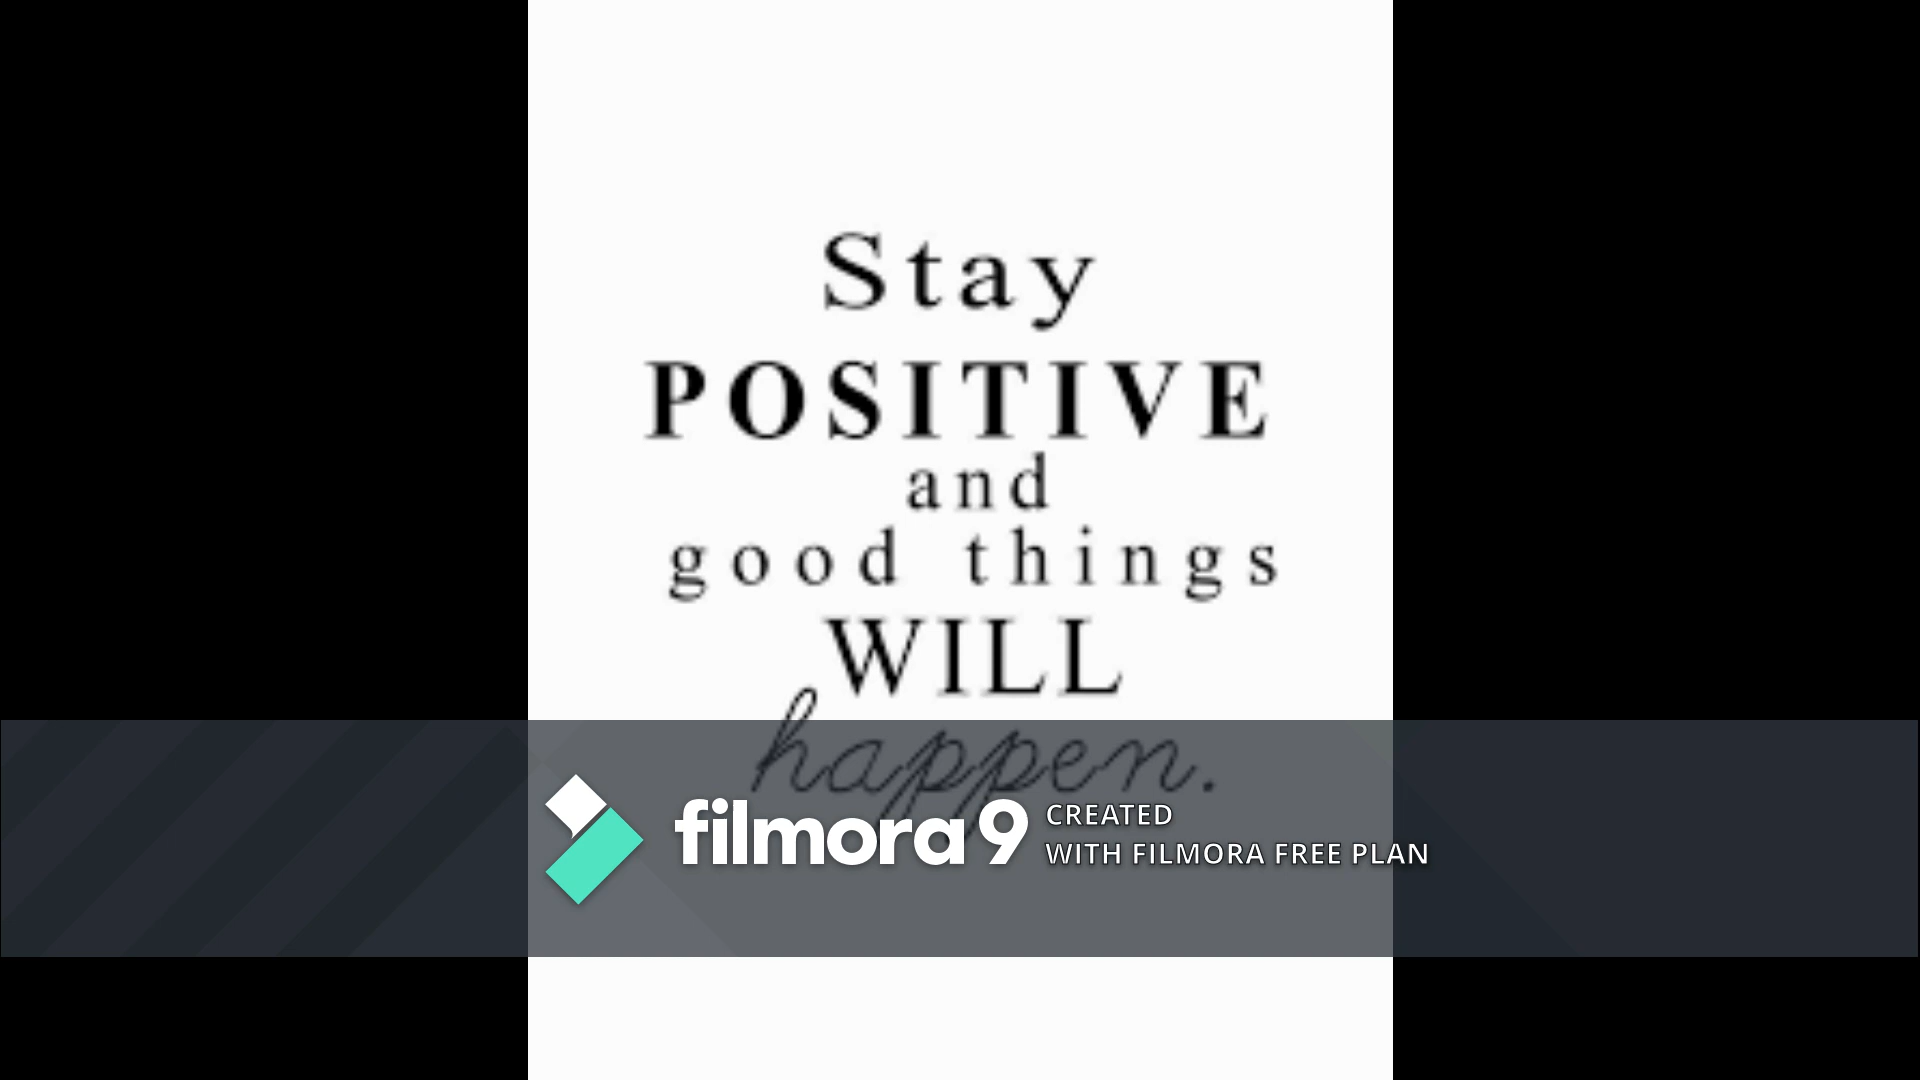 Stay
POSITIVE
and
good things
WILL
happen.
filmora9
CREATED
WITH FILMORA FREE PLAN